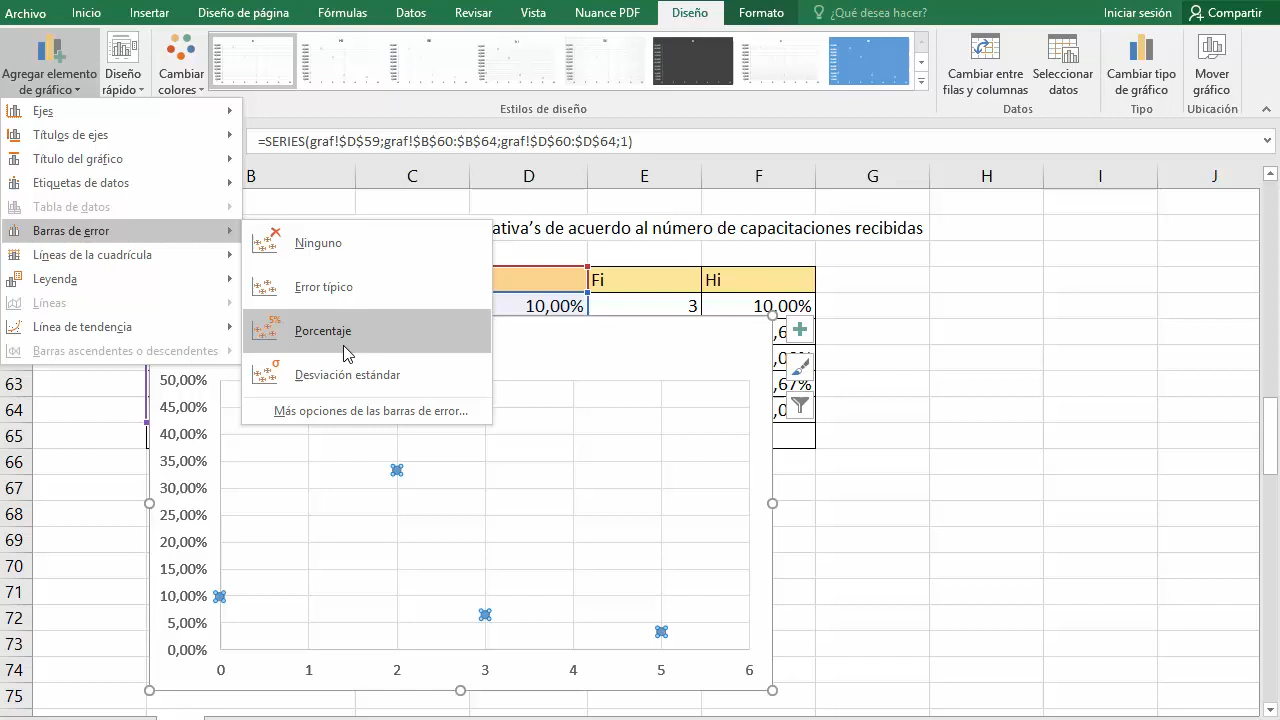 Archivo Inicio Insertar Diseño de página Fórmulas Datos Revisar Vista Nuance PDF Diseño Formato ¿Qué desea hacer? Iniciar sesión Compartir
Agregar elemento de gráfico
Diseño rápido
Cambiar colores
Cambiar entre filas y columnas
Seleccionar datos
Cambiar tipo de gráfico
Mover gráfico
Estilos de diseño Datos Tipo Ubicación
Ejes
Títulos de ejes
Título del gráfico
Etiquetas de datos
Tabla de datos
Barras de error
Líneas de la cuadrícula
Leyenda
Líneas
Línea de tendencia
Barras ascendentes o descendentes
Ninguno
Error típico
5%
Porcentaje
σ
Desviación estándar
Más opciones de las barras de error...
=SERIES(graf!$D$59;graf!$B$60:$B$64;graf!$D$60:$D$64;1)
B C D E F G H I J
ativa’s de acuerdo al número de capacitaciones recibidas
Fi Hi
10,00% 3 10,00%
63 ,67%
64
65
66
67
68
69
70
71
72
73
74
75
50,00%
45,00%
40,00%
35,00%
30,00%
25,00%
20,00%
15,00%
10,00%
5,00%
0,00%
0 1 2 3 4 5 6